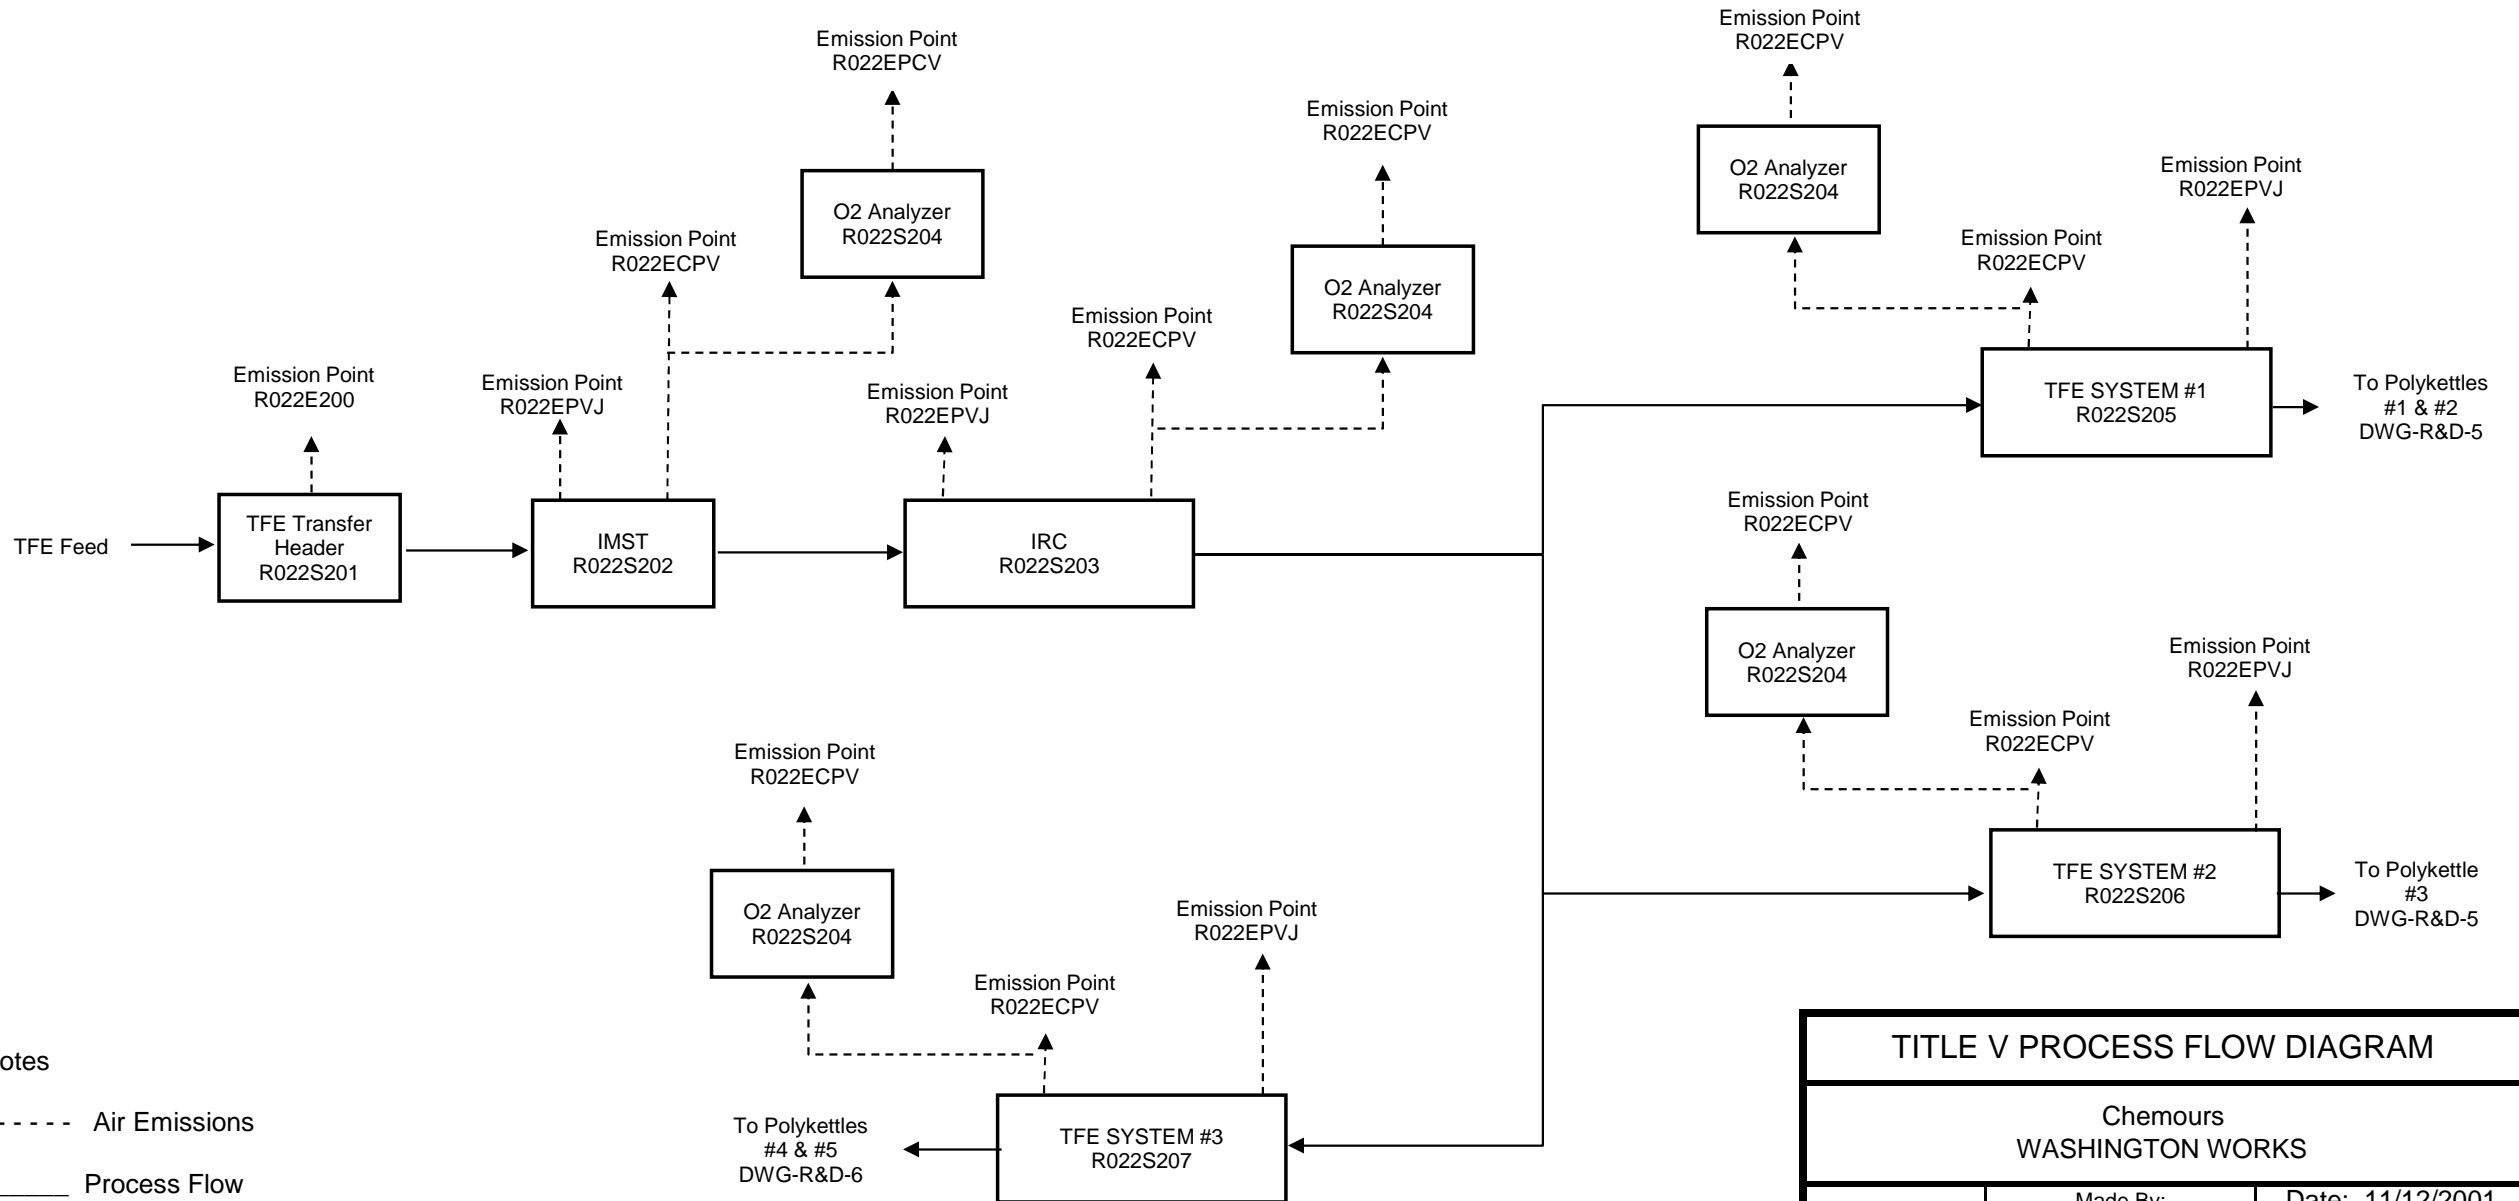 Emission Point
R022ECPV
Emission Point
R022EPCV
Emission Point
R022ECPV
O2 Analyzer
R022S204
Emission Point
R022EPVJ
O2 Analyzer
R022S204
Emission Point
R022ECPV
Emission Point
R022ECPV
O2 Analyzer
R022S204
Emission Point
R022ECPV
Emission Point
R022E200
Emission Point
R022EPVJ
Emission Point
R022EPVJ
TFE SYSTEM #1
R022S205
To Polykettles
#1 & #2
DWG-R&D-5
TFE Feed
TFE Transfer
Header
R022S201
IMST
R022S202
IRC
R022S203
Emission Point
R022ECPV
O2 Analyzer
R022S204
Emission Point
R022EPVJ
Emission Point
R022ECPV
Emission Point
R022ECPV
TFE SYSTEM #2
R022S206
To Polykettle
#3
DWG-R&D-5
O2 Analyzer
R022S204
Emission Point
R022EPVJ
Emission Point
R022ECPV
To Polykettles
#4 & #5
DWG-R&D-6
TFE SYSTEM #3
R022S207
otes
- - - - - Air Emissions
_____ Process Flow
TITLE V PROCESS FLOW DIAGRAM
Chemours
WASHINGTON WORKS
Made By:
Date: 11/12/2001